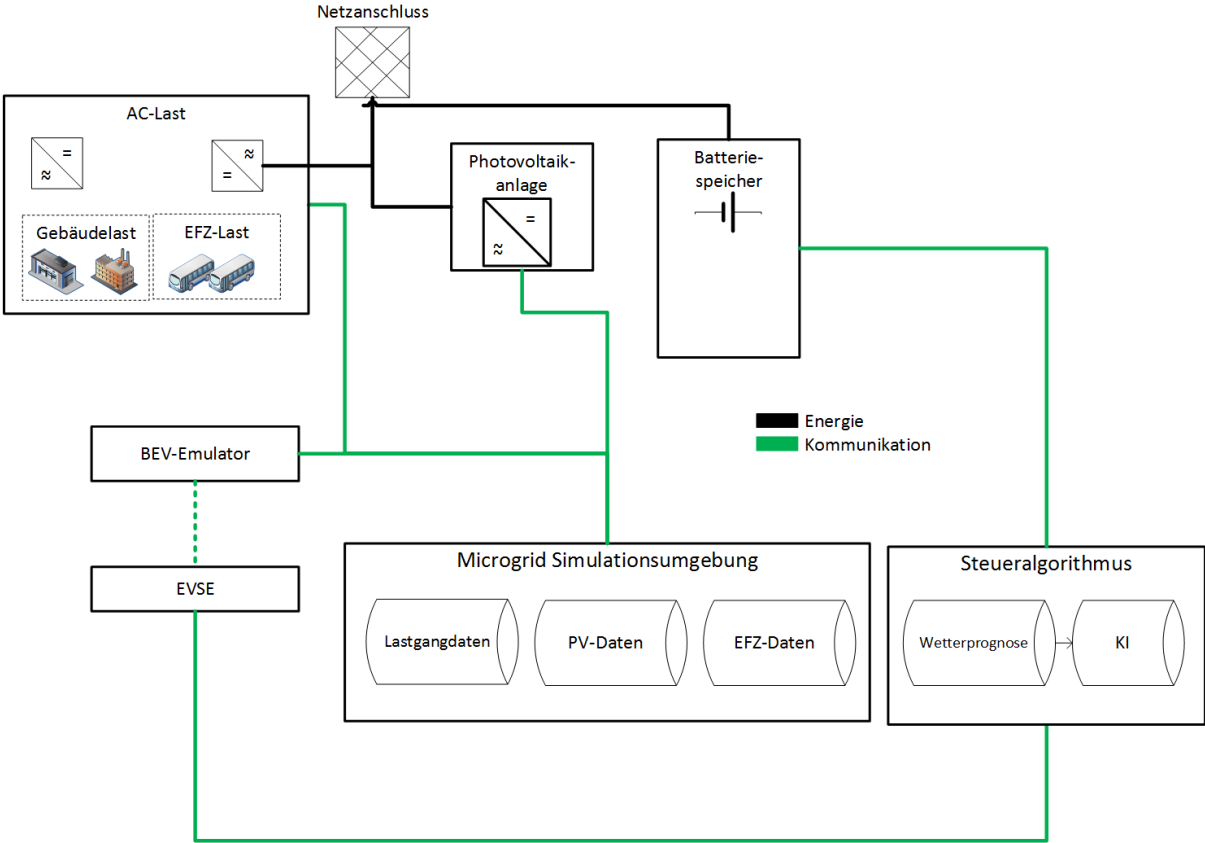 Netzanschluss
AC-Last
=
≈
≈
=
Gebäudelast
EFZ-Last
Photovoltaik-
anlage
=
≈
Batterie-
speicher
Energie
Kommunikation
BEV-Emulator
EVSE
Microgrid Simulationsumgebung
Lastgangdaten
PV-Daten
EFZ-Daten
Steueralgorithmus
Wetterprognose
KI